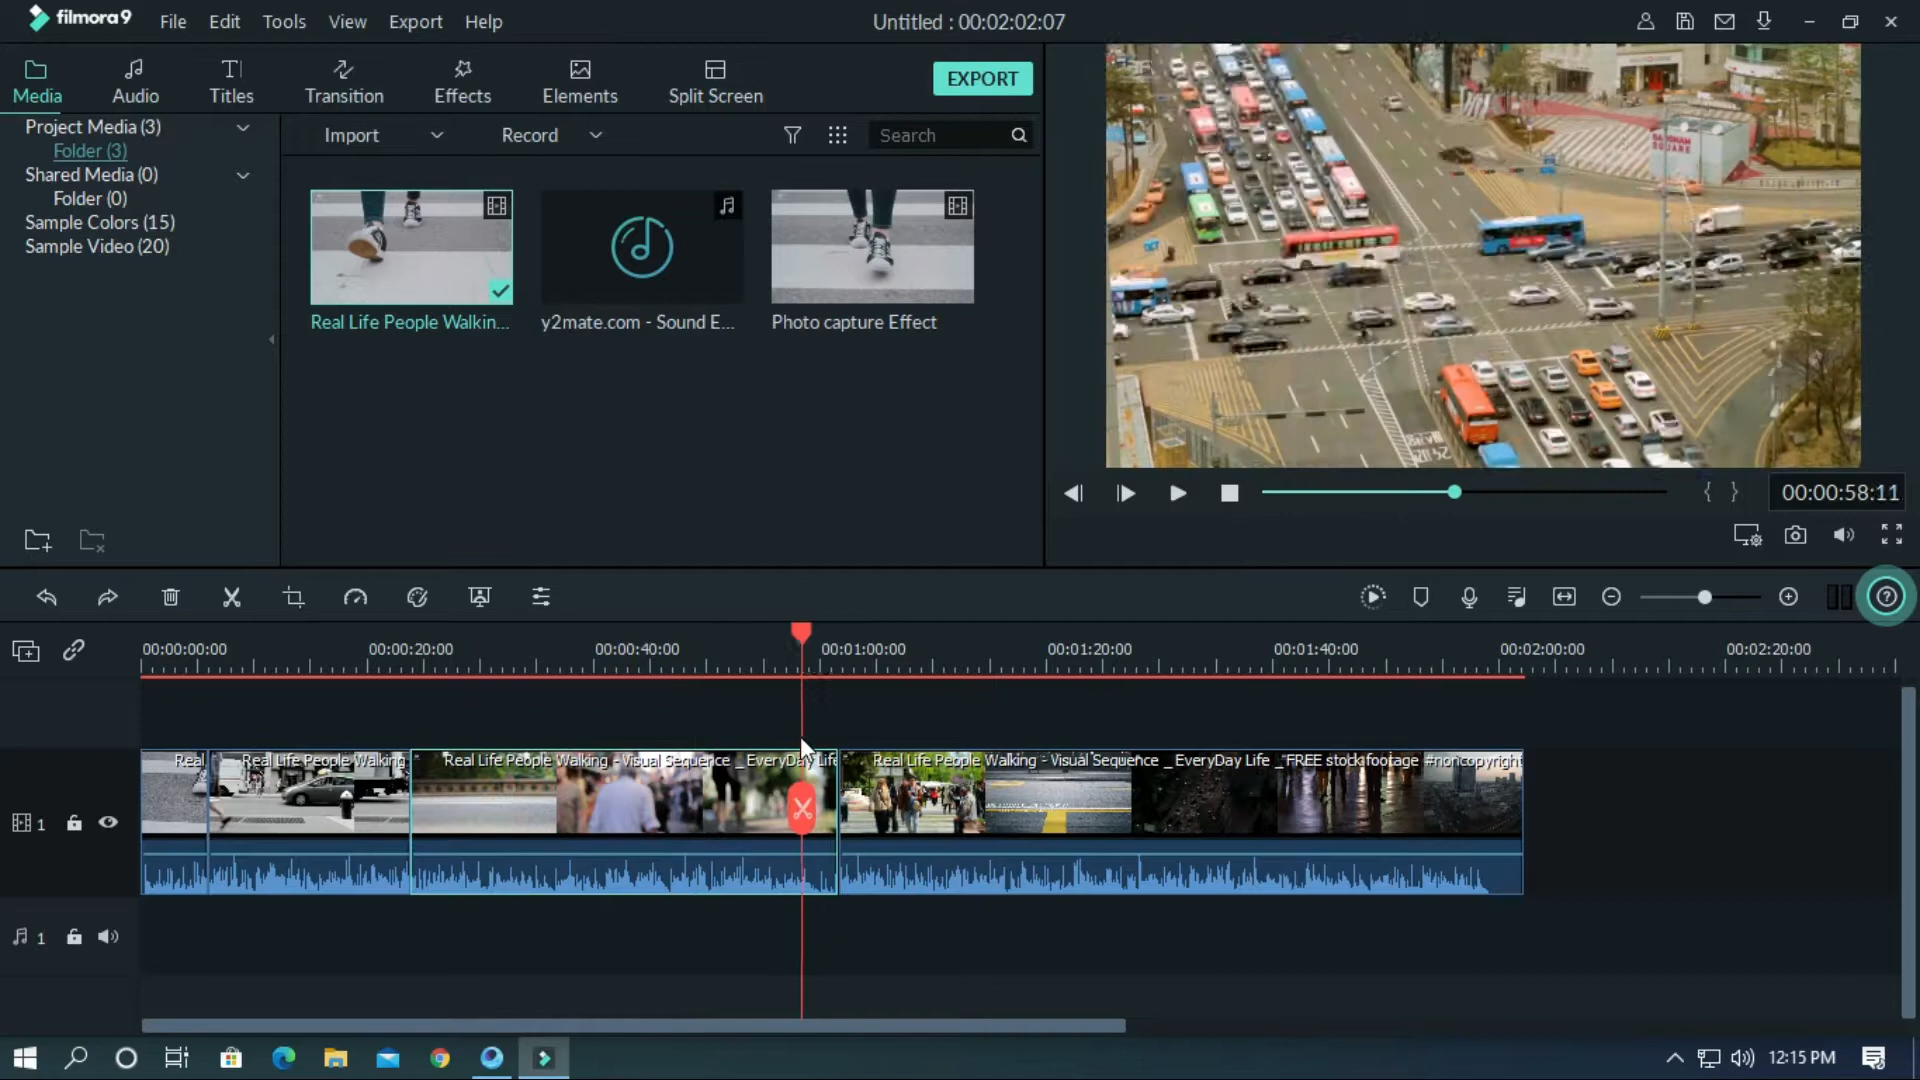 filmora9 File Edit Tools View Export Help Untitled : 00:02:02:07
Media Audio Titles Transition Effects Elements Split Screen EXPORT
Project Media (3)
Folder (3)
Shared Media (0)
Folder (0)
Sample Colors (15)
Sample Video (20)
Import Record Search
Real Life People Walkin... y2mate.com - Sound E... Photo capture Effect
SANGAM
SQUARE
{ } 00:00:58:11
00:00:00:00 00:00:20:00 00:00:40:00 00:01:00:00 00:01:20:00 00:01:40:00 00:02:00:00 00:02:20:00
Real Real Life People Walking Real Life People Walking - Visual Sequence _ EveryDay Life Real Life People Walking - Visual Sequence _ EveryDay Life _"FREE stock footage #noncopyright
1
1
12:15 PM